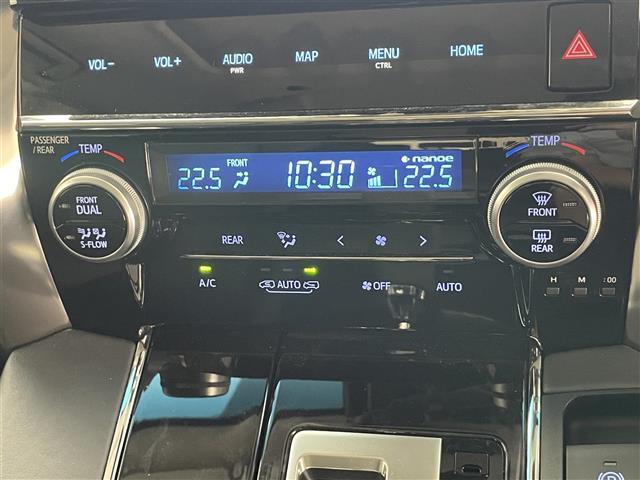 VOL- VOL+ AUDIO MAP MENU HOME
PWR CTRL
PASSENGER
/REAR
TEMP
FRONT
DUAL
S-FLOW
FRONT
22.5 10:30 nanoe 22.5
TEMP
FRONT
REAR
REAR < >
A/C AUTO OFF AUTO
H M :00
P